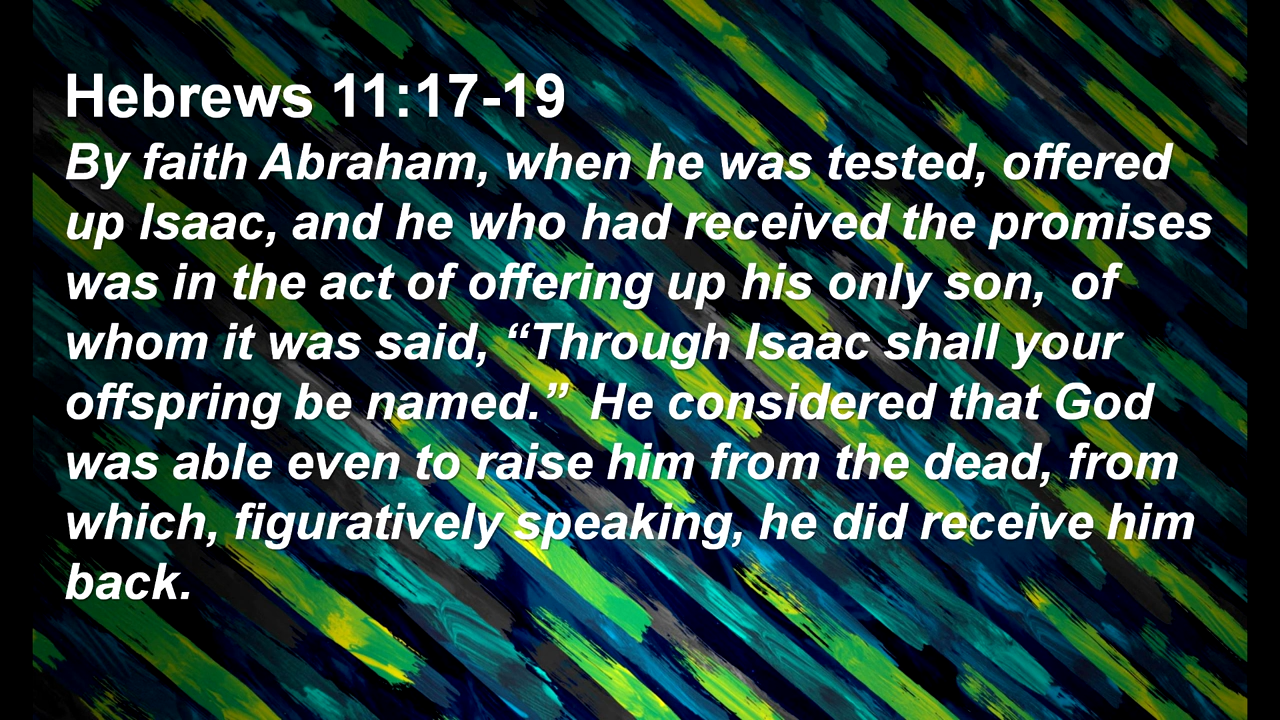 Hebrews 11:17-19
By faith Abraham, when he was tested, offered
up Isaac, and he who had received the promises
was in the act of offering up his only son,  of
whom it was said, “Through Isaac shall your
offspring be named.”  He considered that God
was able even to raise him from the dead, from
which, figuratively speaking, he did receive him
back.